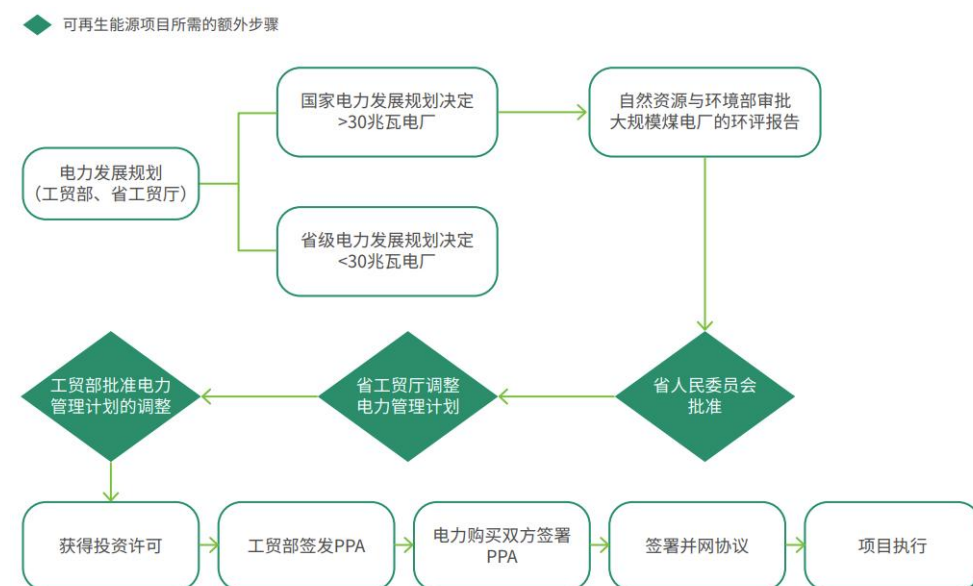 可再生能源项目所需的额外步骤
国家电力发展规划决定
>30兆瓦电厂
自然资源与环境部审批
大规模煤电厂的环评报告
电力发展规划
（工贸部、省工贸厅）
省级电力发展规划决定
<30兆瓦电厂
工贸部批准电力
管理计划的调整
省工贸厅调整
电力管理计划
省人民委员会
批准
获得投资许可
工贸部签发PPA
电力购买双方签署
PPA
签署并网协议
项目执行